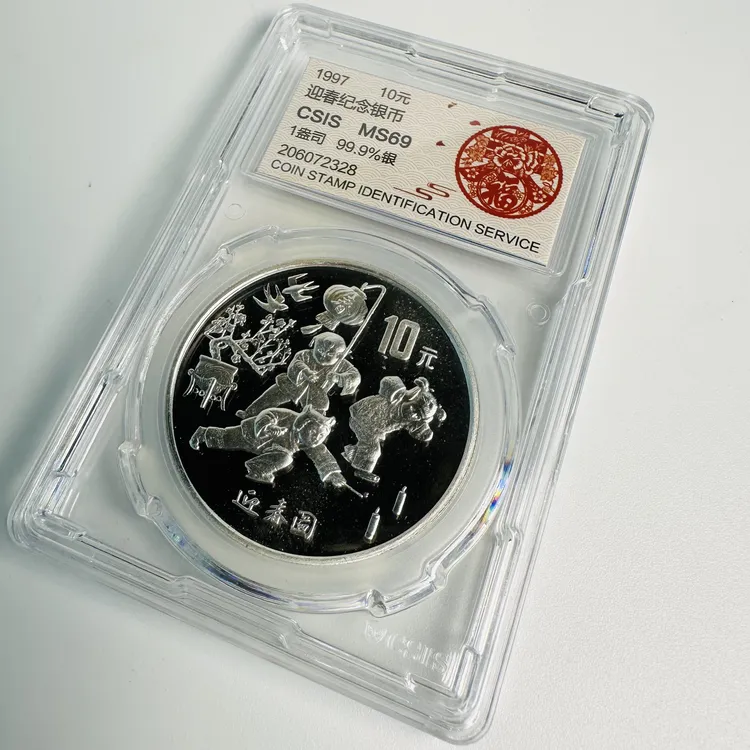 1997 10元
迎春纪念银币
CSIS MS69
1盎司 99.9%银
206072328
COIN STAMP IDENTIFICATION SERVICE
10元
迎春图